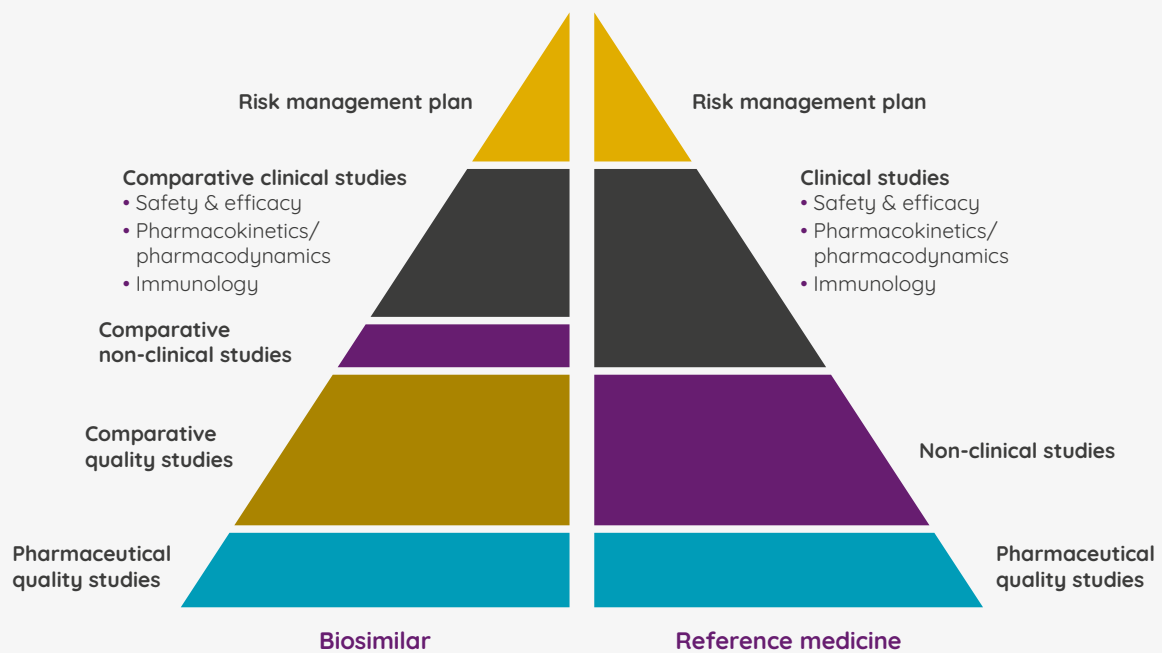 Risk management plan
Comparative clinical studies
• Safety & efficacy
• Pharmacokinetics/
pharmacodynamics
• Immunology
Comparative
non-clinical studies
Comparative
quality studies
Pharmaceutical
quality studies
Biosimilar
Risk management plan
Clinical studies
• Safety & efficacy
• Pharmacokinetics/
pharmacodynamics
• Immunology
Non-clinical studies
Pharmaceutical
quality studies
Reference medicine